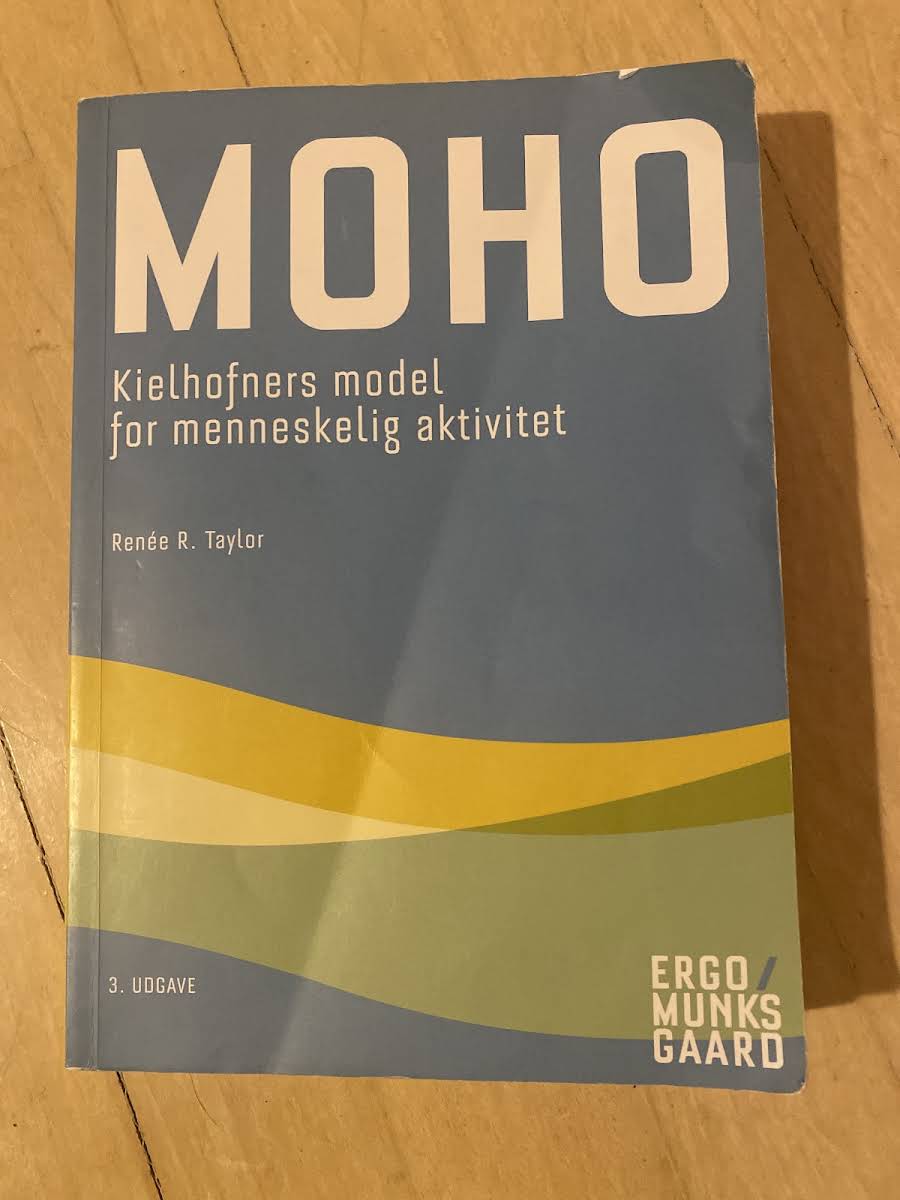 MOHO
Kielhofners model
for menneskelig aktivitet
Renée R. Taylor
3. UDGAVE
ERGO/
MUNKS
GAARD